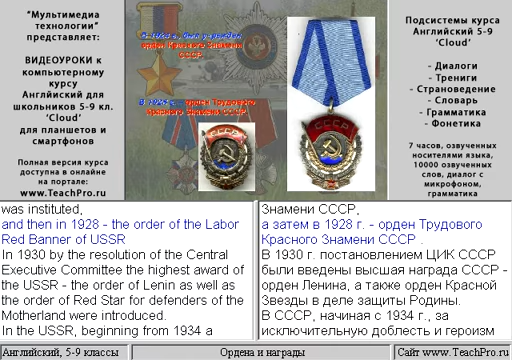 "Мультимедиа
технологии"
представляет:
ВИДЕОУРОКИ к
компьютерному
курсу
Английский для
школьников 5-9 кл.
'Cloud'
для планшетов и
смартфонов
Полная версия курса
доступна в онлайне
на портале:
www.TeachPro.ru
орден Красного Знамени
СССР
В 1928 г. орден Трудового
Красного Знамени СССР
СССР
СССР
Подсистемы курса
Английский 5-9
'Cloud'
- Диалоги
- Тренинги
- Страноведение
- Словарь
- Грамматика
- Фонетика
7 часов, озвученных
носителями языка,
10000 озвученных
слов, диалог с
микрофоном,
грамматика
was instituted,
and then in 1928 - the order of the Labor
Red Banner of USSR
In 1930 by the resolution of the Central
Executive Committee the highest award of
the USSR - the order of Lenin as well as
the order of Red Star for defenders of the
Motherland were introduced.
In the USSR, beginning from 1934 a
Знамени СССР,
а затем в 1928 г. - орден Трудового
Красного Знамени СССР .
В 1930 г. постановлением ЦИК СССР
были введены высшая награда СССР -
орден Ленина, а также орден Красной
Звезды в деле защиты Родины.
В СССР, начиная с 1934 г., за
исключительную доблесть и героизм
Английский, 5-9 классы
Ордена и награды
Сайт www.TeachPro.ru